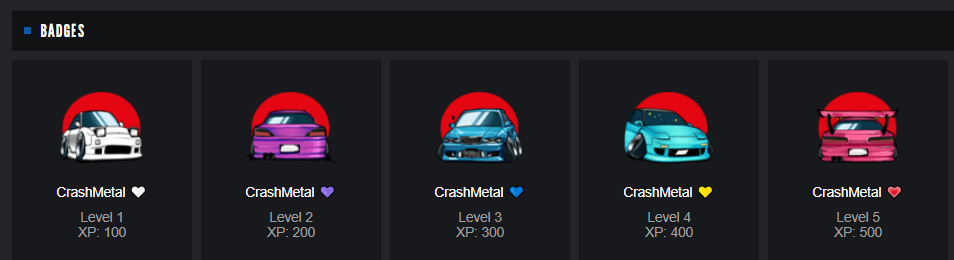 BADGES
CrashMetal 🤍
Level 1
XP: 100
CrashMetal 💜
Level 2
XP: 200
CrashMetal 💙
Level 3
XP: 300
CrashMetal 💛
Level 4
XP: 400
CrashMetal ❤️
Level 5
XP: 500